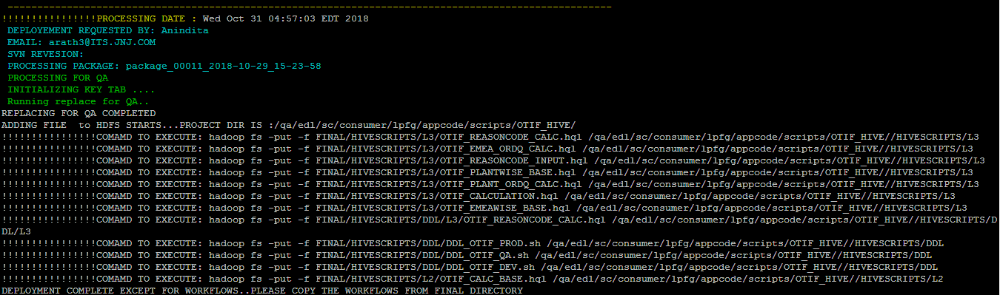 ------------------------------------------------------------------------------------------------------
!!!!!!!!!!!!!!!!PROCESSING DATE : Wed Oct 31 04:57:03 EDT 2018
DEPLOYEMENT REQUESTED BY: Anindita
EMAIL: arath3@ITS.JNJ.COM
SVN REVESION:
PROCESSING PACKAGE: package_00011_2018-10-29_15-23-58
PROCESSING FOR QA
INITIALIZING KEY TAB ....
Running replace for QA..
REPLACING FOR QA COMPLETED
ADDING FILE  to HDFS STARTS...PROJECT DIR IS :/qa/edl/sc/consumer/lpfg/appcode/scripts/OTIF_HIVE/
!!!!!!!!!!!!!!!!COMAMD TO EXECUTE: hadoop fs -put -f FINAL/HIVESCRIPTS/L3/OTIF_REASONCODE_CALC.hql /qa/edl/sc/consumer/lpfg/appcode/scripts/OTIF_HIVE//HIVESCRIPTS/L3
!!!!!!!!!!!!!!!!COMAMD TO EXECUTE: hadoop fs -put -f FINAL/HIVESCRIPTS/L3/OTIF_EMEA_ORDQ_CALC.hql /qa/edl/sc/consumer/lpfg/appcode/scripts/OTIF_HIVE//HIVESCRIPTS/L3
!!!!!!!!!!!!!!!!COMAMD TO EXECUTE: hadoop fs -put -f FINAL/HIVESCRIPTS/L3/OTIF_REASONCODE_INPUT.hql /qa/edl/sc/consumer/lpfg/appcode/scripts/OTIF_HIVE//HIVESCRIPTS/L3
!!!!!!!!!!!!!!!!COMAMD TO EXECUTE: hadoop fs -put -f FINAL/HIVESCRIPTS/L3/OTIF_PLANTWISE_BASE.hql /qa/edl/sc/consumer/lpfg/appcode/scripts/OTIF_HIVE//HIVESCRIPTS/L3
!!!!!!!!!!!!!!!!COMAMD TO EXECUTE: hadoop fs -put -f FINAL/HIVESCRIPTS/L3/OTIF_PLANT_ORDQ_CALC.hql /qa/edl/sc/consumer/lpfg/appcode/scripts/OTIF_HIVE//HIVESCRIPTS/L3
!!!!!!!!!!!!!!!!COMAMD TO EXECUTE: hadoop fs -put -f FINAL/HIVESCRIPTS/L3/OTIF_CALCULATION.hql /qa/edl/sc/consumer/lpfg/appcode/scripts/OTIF_HIVE//HIVESCRIPTS/L3
!!!!!!!!!!!!!!!!COMAMD TO EXECUTE: hadoop fs -put -f FINAL/HIVESCRIPTS/L3/OTIF_EMEAWISE_BASE.hql /qa/edl/sc/consumer/lpfg/appcode/scripts/OTIF_HIVE//HIVESCRIPTS/L3
!!!!!!!!!!!!!!!!COMAMD TO EXECUTE: hadoop fs -put -f FINAL/HIVESCRIPTS/DDL/L3/OTIF_REASONCODE_CALC.hql /qa/edl/sc/consumer/lpfg/appcode/scripts/OTIF_HIVE//HIVESCRIPTS/D
DL/L3
!!!!!!!!!!!!!!!!COMAMD TO EXECUTE: hadoop fs -put -f FINAL/HIVESCRIPTS/DDL/DDL_OTIF_PROD.sh /qa/edl/sc/consumer/lpfg/appcode/scripts/OTIF_HIVE//HIVESCRIPTS/DDL
!!!!!!!!!!!!!!!!COMAMD TO EXECUTE: hadoop fs -put -f FINAL/HIVESCRIPTS/DDL/DDL_OTIF_QA.sh /qa/edl/sc/consumer/lpfg/appcode/scripts/OTIF_HIVE//HIVESCRIPTS/DDL
!!!!!!!!!!!!!!!!COMAMD TO EXECUTE: hadoop fs -put -f FINAL/HIVESCRIPTS/DDL/DDL_OTIF_DEV.sh /qa/edl/sc/consumer/lpfg/appcode/scripts/OTIF_HIVE//HIVESCRIPTS/DDL
!!!!!!!!!!!!!!!!COMAMD TO EXECUTE: hadoop fs -put -f FINAL/HIVESCRIPTS/L2/OTIF_CALC_BASE.hql /qa/edl/sc/consumer/lpfg/appcode/scripts/OTIF_HIVE//HIVESCRIPTS/L2
DEPLOYMENT COMPLETE EXCEPT FOR WORKFLOWS..PLEASE COPY THE WORKFLOWS FROM FINAL DIRECTORY